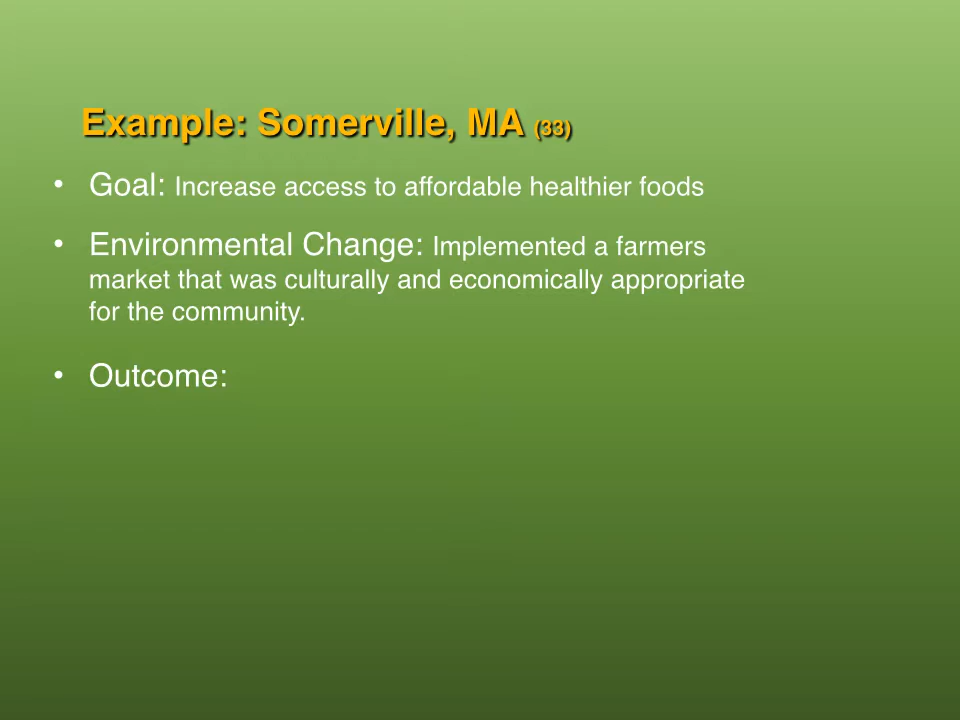 Example: Somerville, MA (33)
• Goal: Increase access to affordable healthier foods
• Environmental Change: Implemented a farmers
market that was culturally and economically appropriate
for the community.
• Outcome: